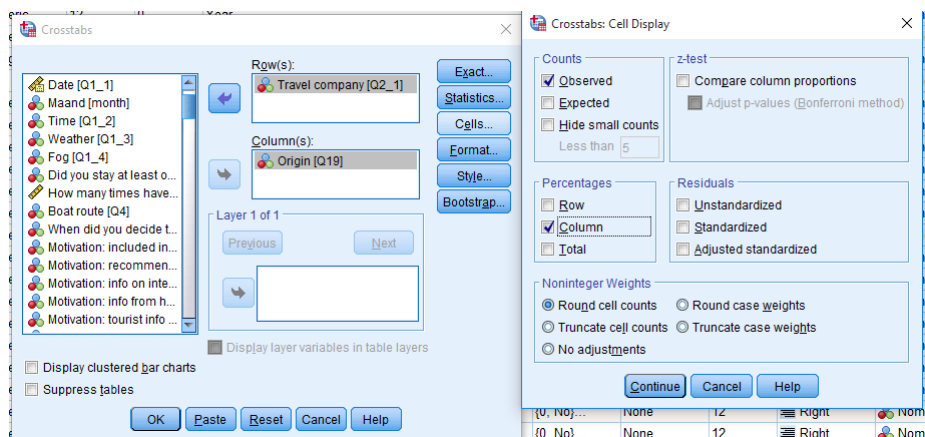 Crosstabs
Date [Q1_1]
Maand [month]
Time [Q1_2]
Weather [Q1_3]
Fog [Q1_4]
Did you stay at least o...
How many times have...
Boat route [Q4]
When did you decide t...
Motivation: included in...
Motivation: recommen...
Motivation: info on inte...
Motivation: info from h...
Motivation: tourist info ...
Row(s):
Travel company [Q2_1]
Column(s):
Origin [Q19]
Layer 1 of 1
Previous
Next
Display layer variables in table layers
Exact...
Statistics...
Cells...
Format...
Style...
Bootstrap...
Display clustered bar charts
Suppress tables
OK
Paste
Reset
Cancel
Help
Crosstabs: Cell Display
Counts
Observed
Expected
Hide small counts
Less than 5
z-test
Compare column proportions
Adjust p-values (Bonferroni method)
Percentages
Row
Column
Total
Residuals
Unstandardized
Standardized
Adjusted standardized
Noninteger Weights
Round cell counts
Round case weights
Truncate cell counts
Truncate case weights
No adjustments
Continue
Cancel
Help
{0, No}... None 12 Right Nom
{0, No} None 12 Right Nom